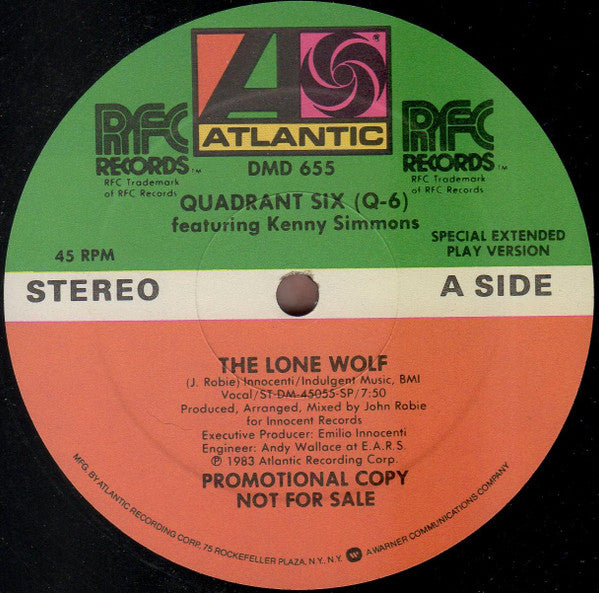 ATLANTIC
RFC
RECORDS™
RFC Trademark
of RFC Records
RFC
RECORDS™
RFC Trademark
of RFC Records
DMD 655
QUADRANT SIX (Q-6)
featuring Kenny Simmons
45 RPM
SPECIAL EXTENDED
PLAY VERSION
STEREO
A SIDE
THE LONE WOLF
(J. Robie) Innocenti/Indulgent Music, BMI
Vocal/ST-DM-45055-SP/7:50
Produced, Arranged, Mixed by John Robie
for Innocent Records
Executive Producer: Emilio Innocenti
Engineer: Andy Wallace at E.A.R.S.
℗ 1983 Atlantic Recording Corp.
PROMOTIONAL COPY
NOT FOR SALE
MFG. BY ATLANTIC RECORDING CORP., 75 ROCKEFELLER PLAZA, N.Y., N.Y. A WARNER COMMUNICATIONS COMPANY